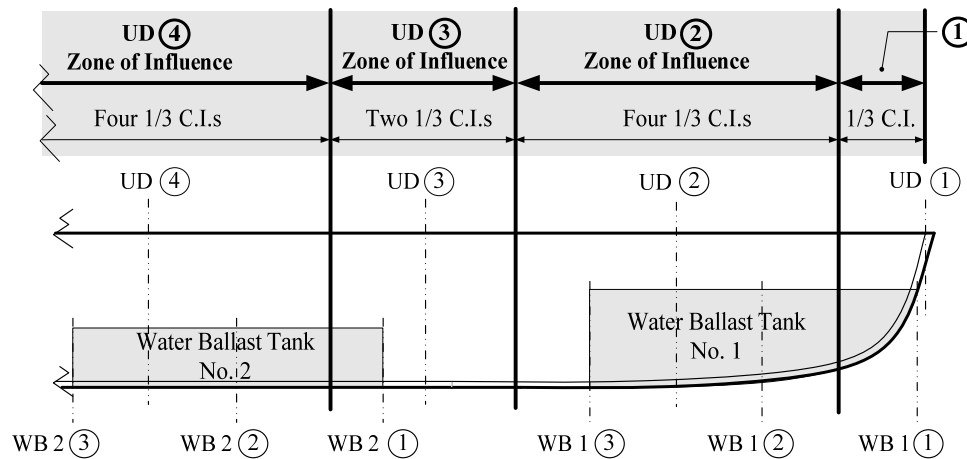 UD ④ Zone of Influence
UD ③ Zone of Influence
UD ② Zone of Influence
①
Four 1/3 C.I.s
Two 1/3 C.I.s
Four 1/3 C.I.s
1/3 C.I.
UD ④
UD ③
UD ②
UD ①
Water Ballast Tank
No. 2
Water Ballast Tank
No. 1
WB 2 ③
WB 2 ②
WB 2 ①
WB 1 ③
WB 1 ②
WB 1 ①